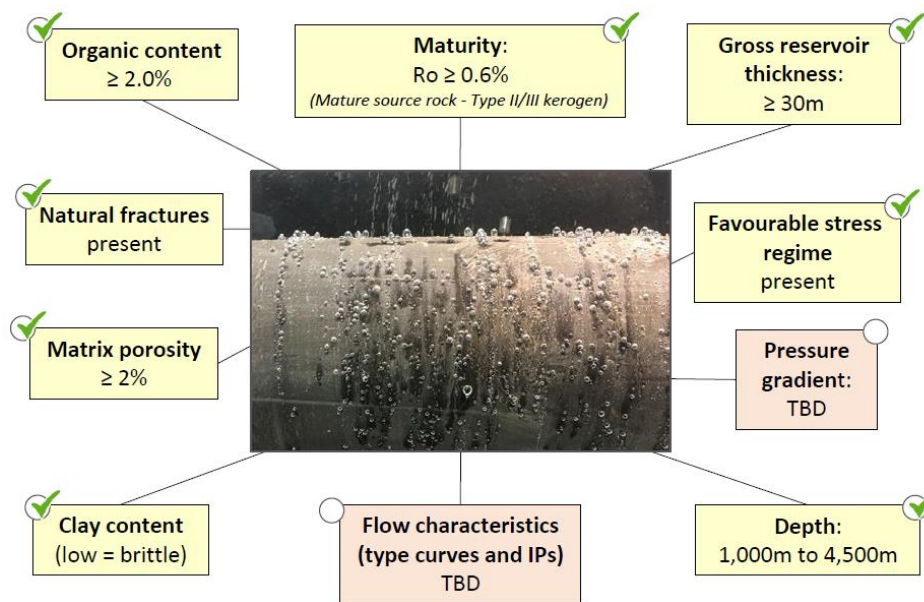 Organic content
≥ 2.0%
Maturity:
Ro ≥ 0.6%
(Mature source rock - Type II/III kerogen)
Gross reservoir
thickness:
≥ 30m
Natural fractures
present
Favourable stress
regime
present
Matrix porosity
≥ 2%
Pressure
gradient:
TBD
Clay content
(low = brittle)
Flow characteristics
(type curves and IPs)
TBD
Depth:
1,000m to 4,500m